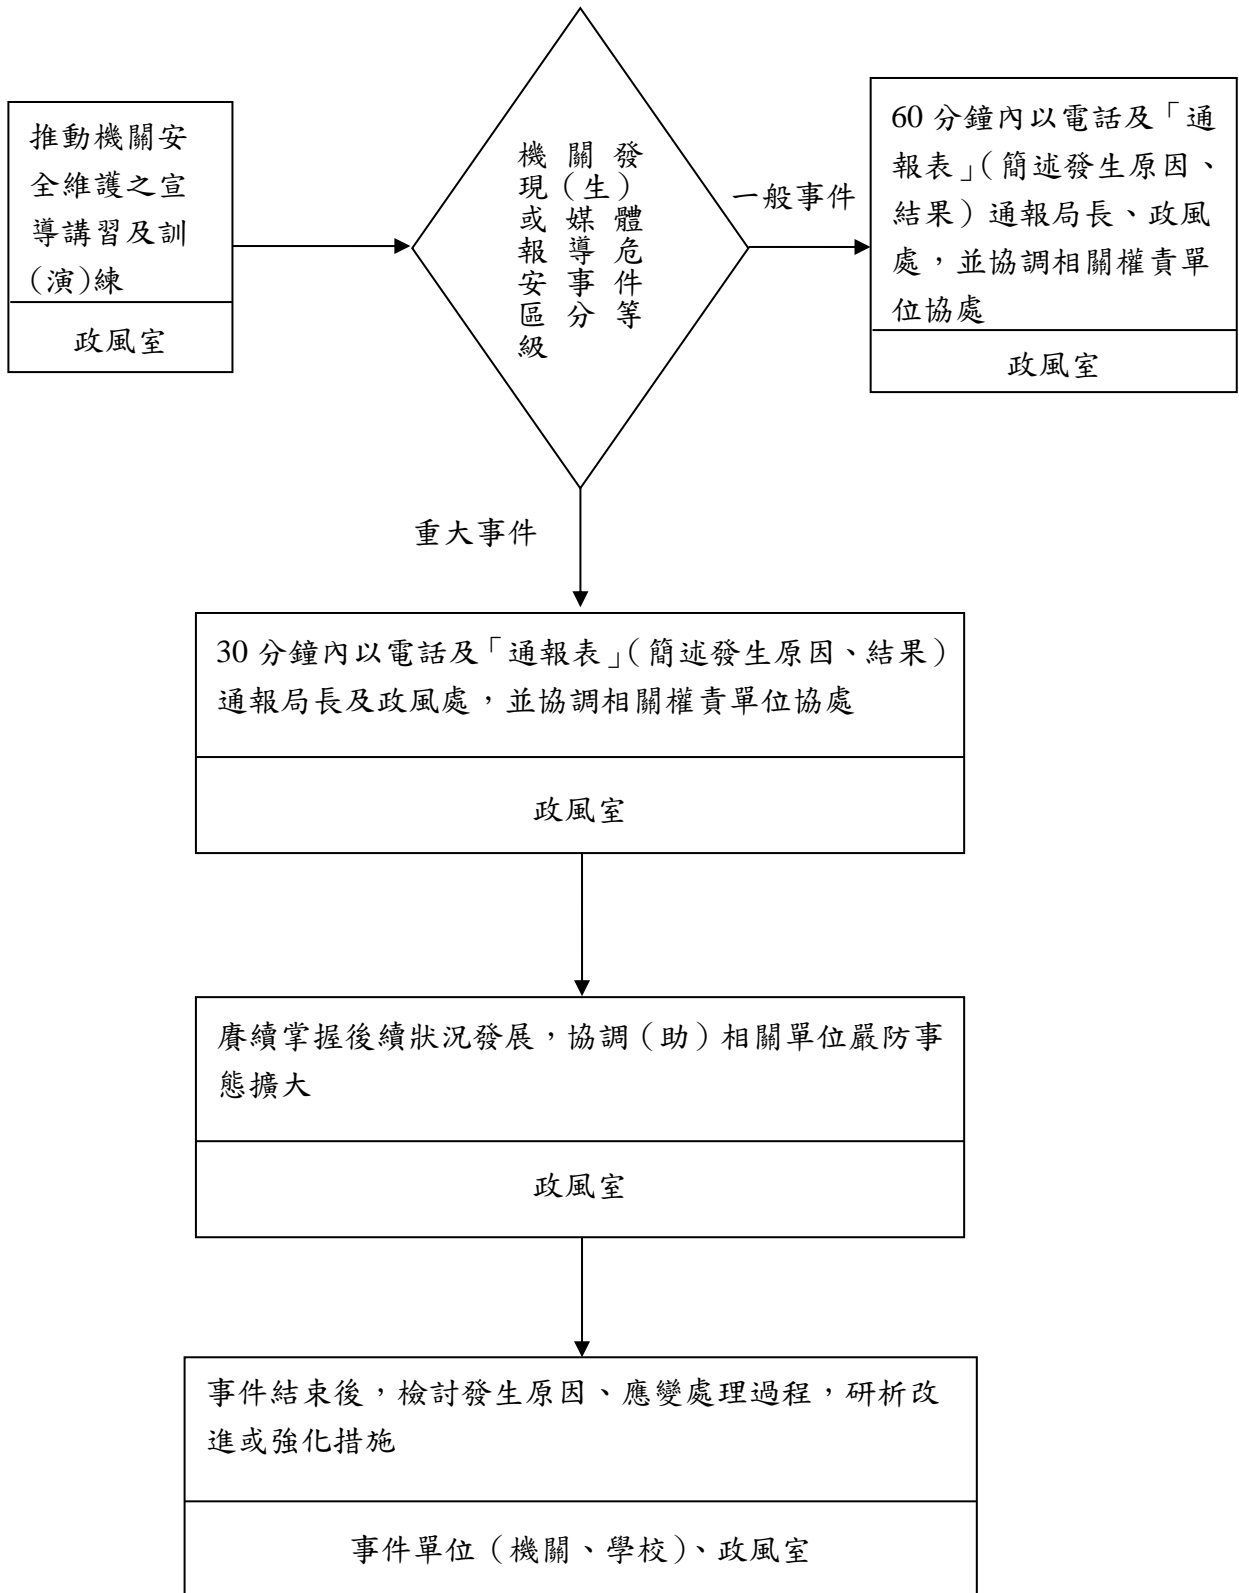 推動機關安
全維護之宣
導講習及訓
(演)練
政風室
機關發
現(生)
或媒體
報導危
安事件
區分等
級
一般事件
60 分鐘內以電話及「通
報表」(簡述發生原因、
結果)通報局長、政風
處，並協調相關權責單
位協處
政風室
重大事件
30 分鐘內以電話及「通報表」(簡述發生原因、結果)
通報局長及政風處，並協調相關權責單位協處
政風室
賡續掌握後續狀況發展，協調（助）相關單位嚴防事
態擴大
政風室
事件結束後，檢討發生原因、應變處理過程，研析改
進或強化措施
事件單位（機關、學校）、政風室